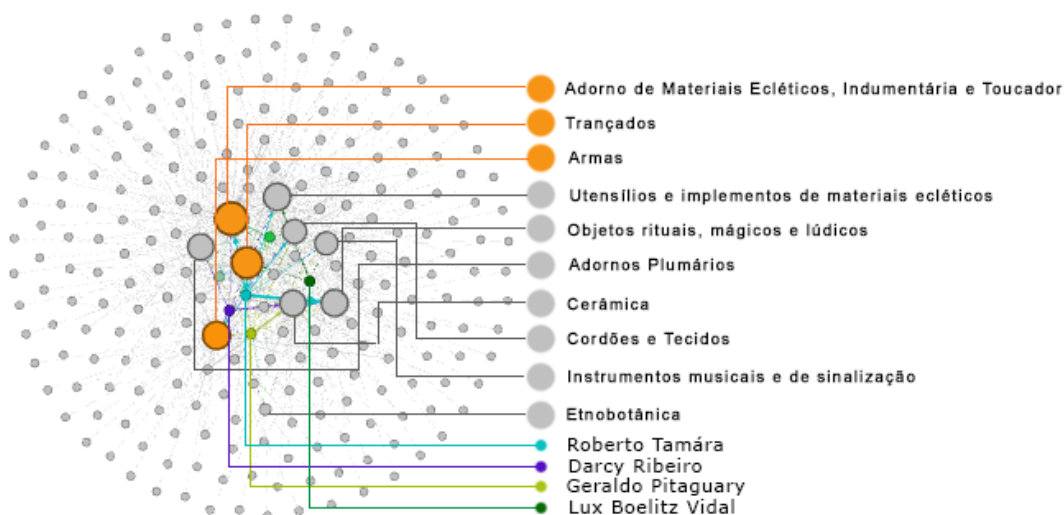 Adorno de Materiais Ecléticos, Indumentária e Toucador
Trançados
Armas
Utensílios e implementos de materiais ecléticos
Objetos rituais, mágicos e lúdicos
Adornos Plumários
Cerâmica
Cordões e Tecidos
Instrumentos musicais e de sinalização
Etnobotânica
Roberto Tamára
Darcy Ribeiro
Geraldo Pitaguary
Lux Boelitz Vidal